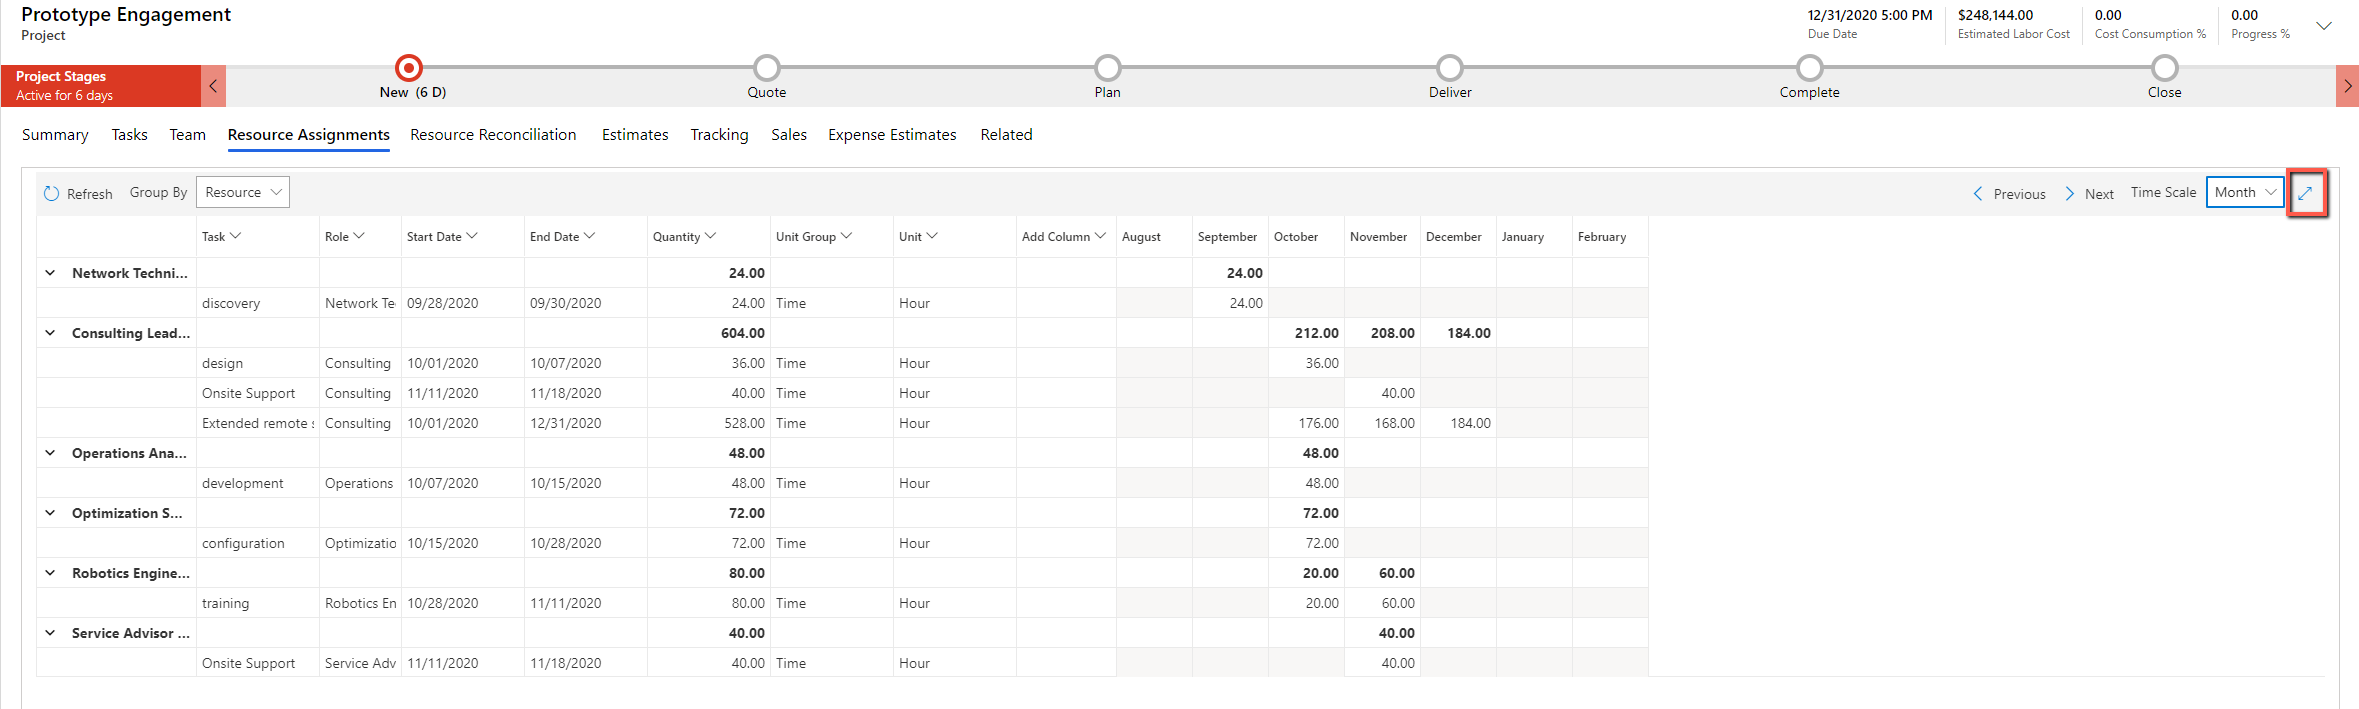 Prototype Engagement
Project
12/31/2020 5:00 PM
Due Date
$248,144.00
Estimated Labor Cost
0.00
Cost Consumption %
0.00
Progress %
Project Stages
Active for 6 days
New (6 D)
Quote
Plan
Deliver
Complete
Close
Summary Tasks Team Resource Assignments Resource Reconciliation Estimates Tracking Sales Expense Estimates Related
Refresh Group By Resource Previous Next Time Scale Month
Task Role Start Date End Date Quantity Unit Group Unit Add Column August September October November December January February
Network Techni... 24.00 24.00
discovery Network Te 09/28/2020 09/30/2020 24.00 Time Hour 24.00
Consulting Lead... 604.00 212.00 208.00 184.00
design Consulting 10/01/2020 10/07/2020 36.00 Time Hour 36.00
Onsite Support Consulting 11/11/2020 11/18/2020 40.00 Time Hour 40.00
Extended remote s Consulting 10/01/2020 12/31/2020 528.00 Time Hour 176.00 168.00 184.00
Operations Ana... 48.00 48.00
development Operations 10/07/2020 10/15/2020 48.00 Time Hour 48.00
Optimization S... 72.00 72.00
configuration Optimizatio 10/15/2020 10/28/2020 72.00 Time Hour 72.00
Robotics Engine... 80.00 20.00 60.00
training Robotics En 10/28/2020 11/11/2020 80.00 Time Hour 20.00 60.00
Service Advisor ... 40.00 40.00
Onsite Support Service Adv 11/11/2020 11/18/2020 40.00 Time Hour 40.00